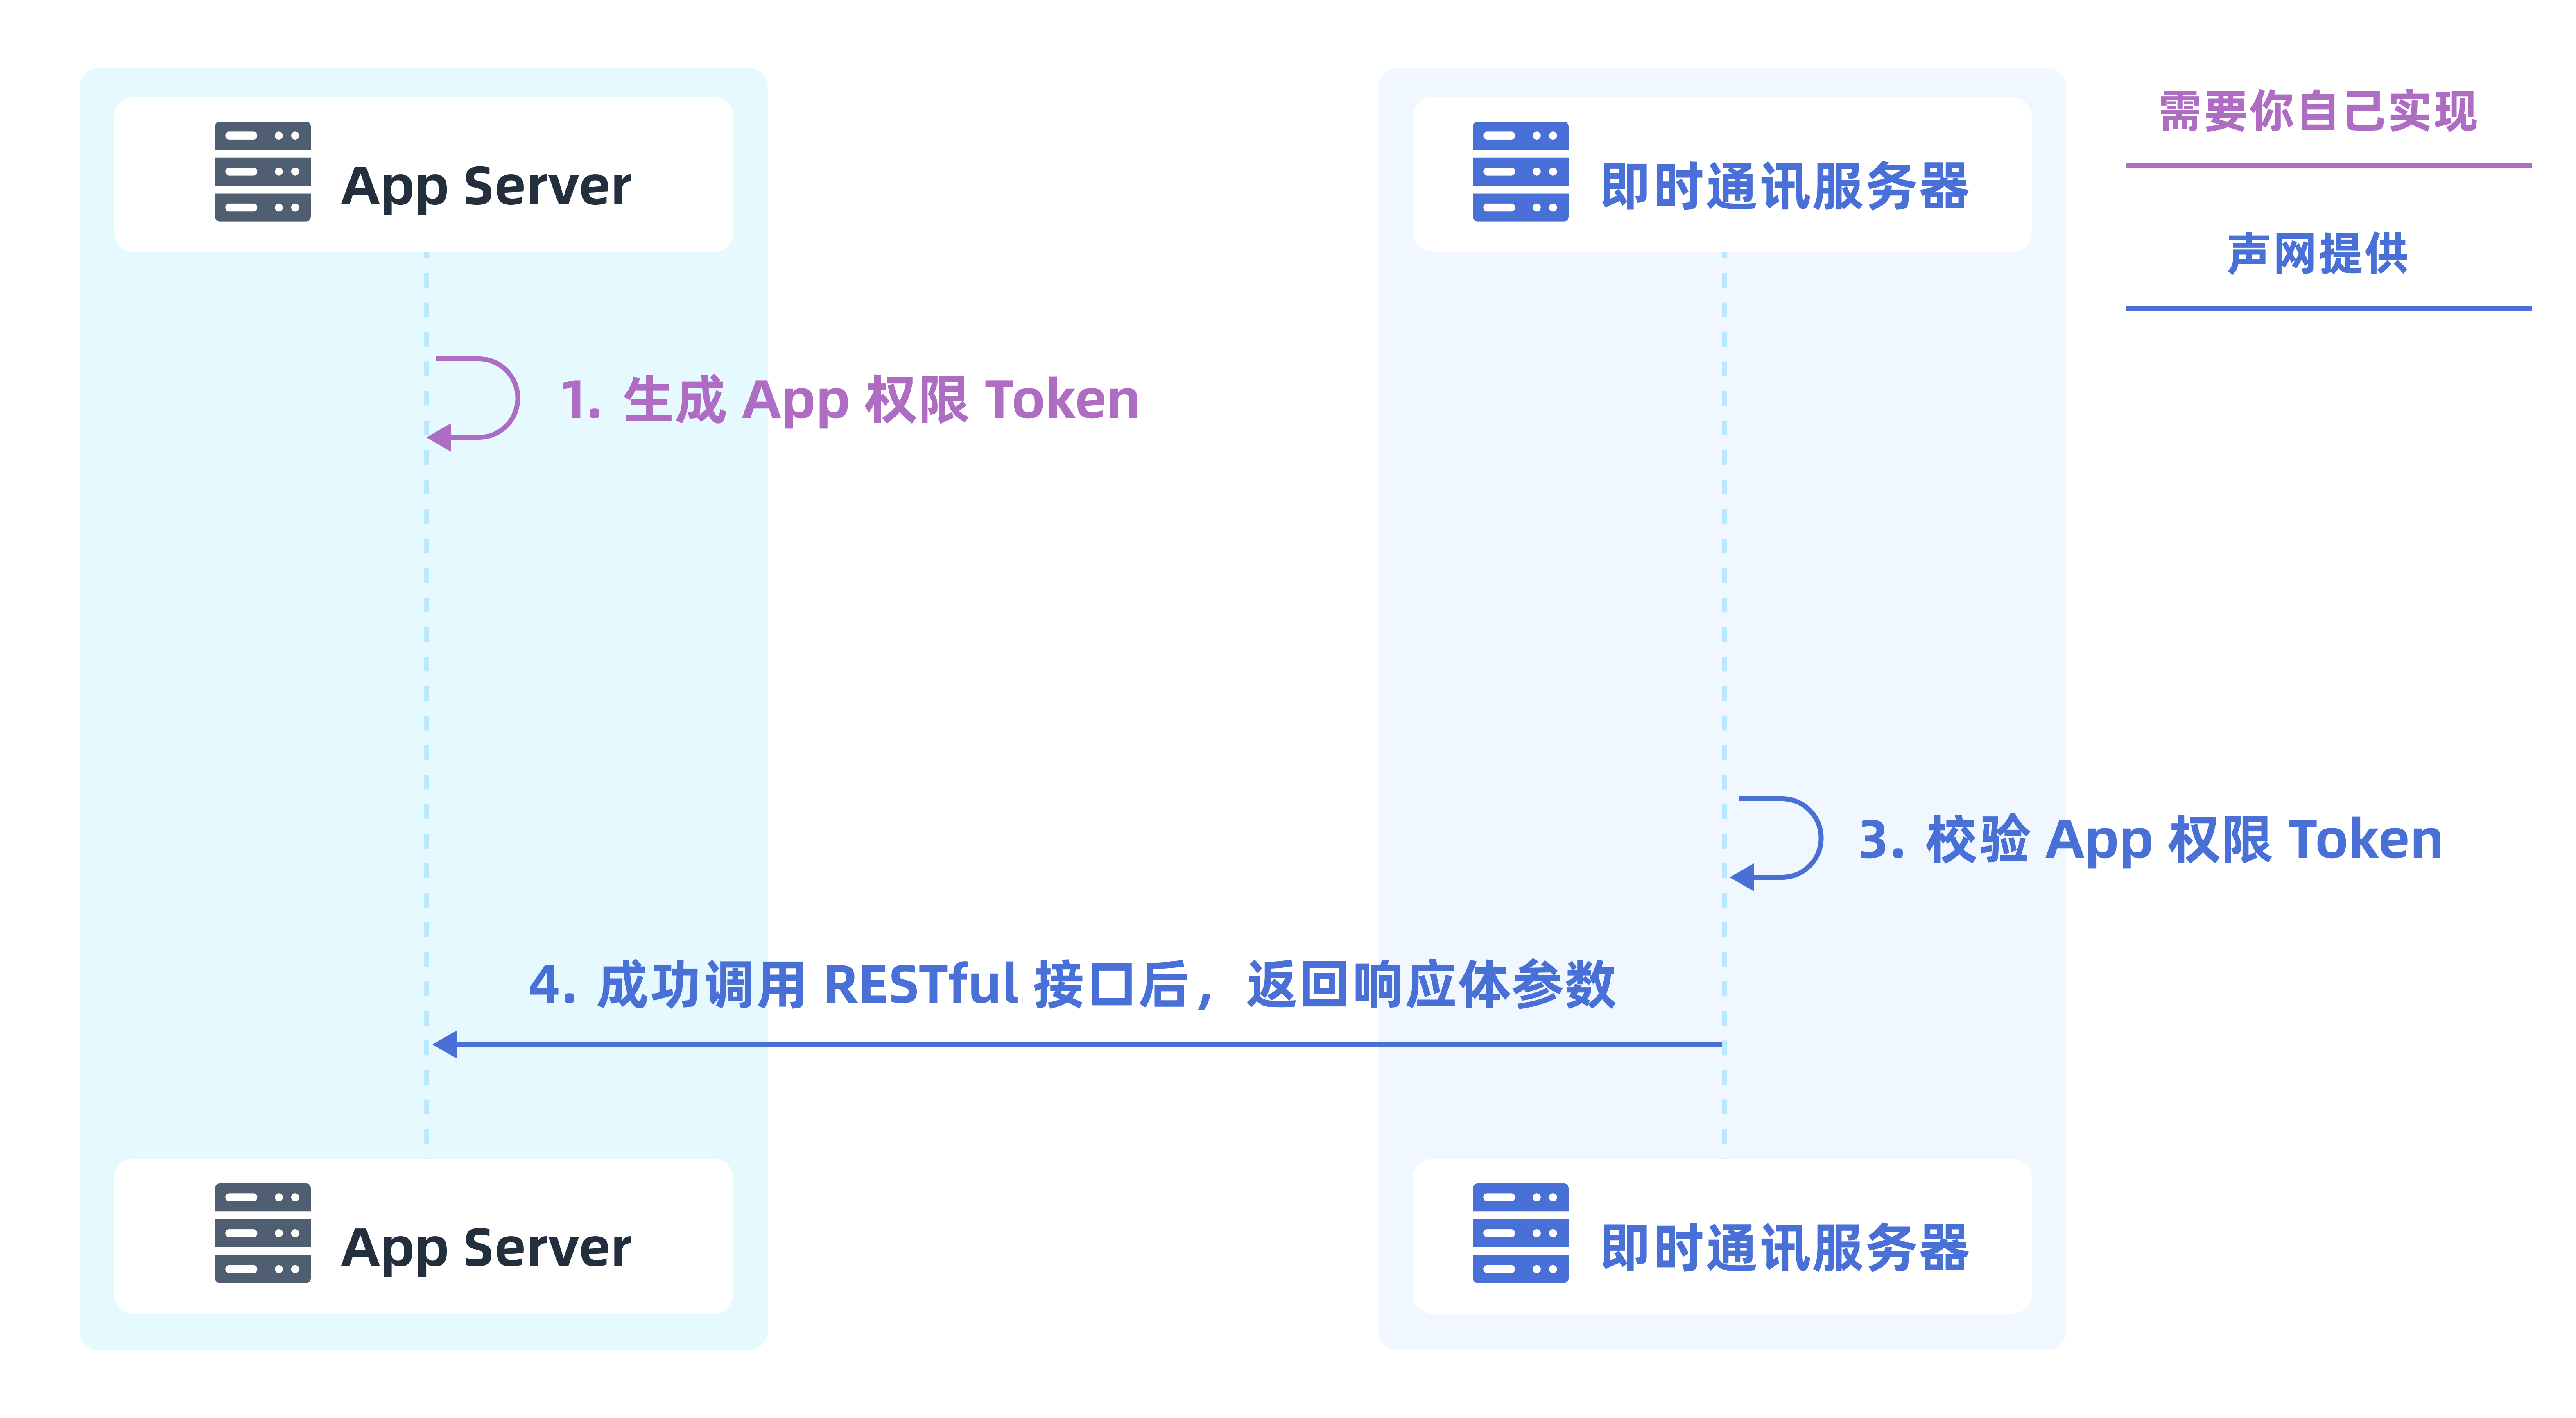 App Server
即时通讯服务器
需要你自己实现
声网提供
1. 生成 App 权限 Token
3. 校验 App 权限 Token
4. 成功调用 RESTful 接口后，返回响应体参数
App Server
即时通讯服务器